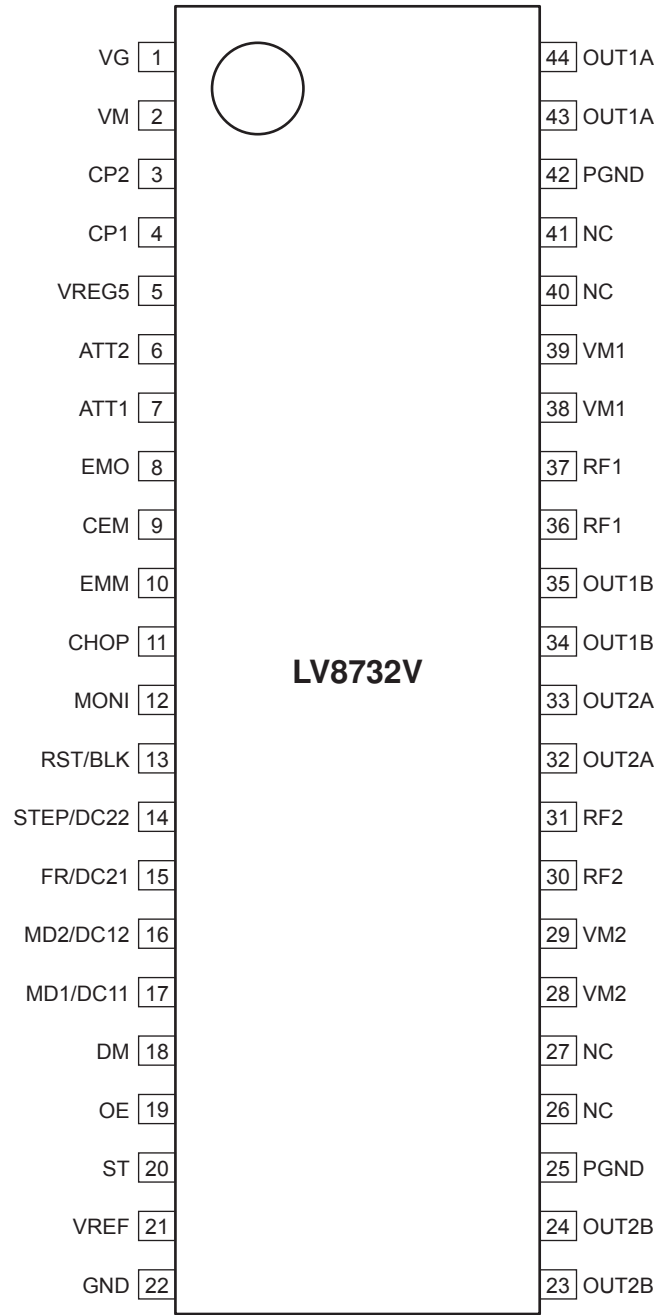 VG 1 44 OUT1A
VM 2 43 OUT1A
CP2 3 42 PGND
CP1 4 41 NC
VREG5 5 40 NC
ATT2 6 39 VM1
ATT1 7 38 VM1
EMO 8 37 RF1
CEM 9 36 RF1
EMM 10 35 OUT1B
CHOP 11 34 OUT1B
LV8732V
MONI 12 33 OUT2A
RST/BLK 13 32 OUT2A
STEP/DC22 14 31 RF2
FR/DC21 15 30 RF2
MD2/DC12 16 29 VM2
MD1/DC11 17 28 VM2
DM 18 27 NC
OE 19 26 NC
ST 20 25 PGND
VREF 21 24 OUT2B
GND 22 23 OUT2B